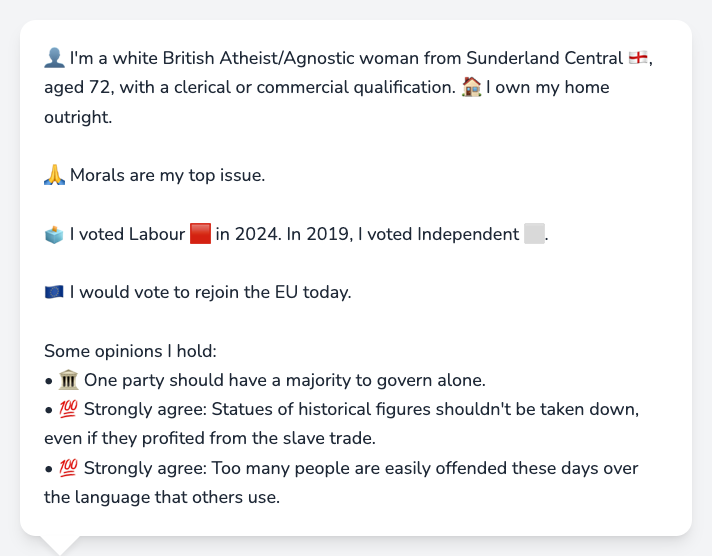 👤 I'm a white British Atheist/Agnostic woman from Sunderland Central 🏴󠁧󠁢󠁥󠁮󠁧󠁿,
aged 72, with a clerical or commercial qualification. 🏠 I own my home
outright.
🙏 Morals are my top issue.
🗳️ I voted Labour 🟥 in 2024. In 2019, I voted Independent ⬜.
🇪🇺 I would vote to rejoin the EU today.
Some opinions I hold:
• 🏛️ One party should have a majority to govern alone.
• 💯 Strongly agree: Statues of historical figures shouldn't be taken down,
even if they profited from the slave trade.
• 💯 Strongly agree: Too many people are easily offended these days over
the language that others use.